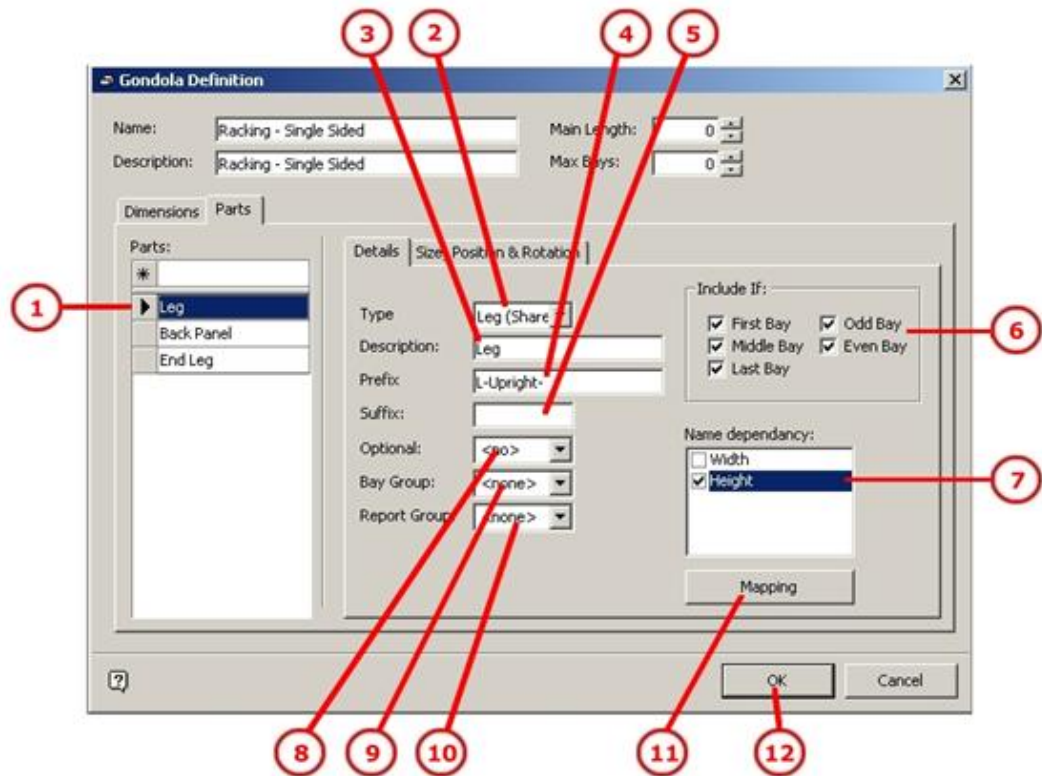 3 2 4 5
Gondola Definition
Name: Racking - Single Sided Main Length: 0
Description: Racking - Single Sided Max Bays: 0
Dimensions Parts
Parts: Details Size, Position & Rotation
Include If:
1 Leg Type Leg (Share First Bay Odd Bay 6
Back Panel Description: Leg Middle Bay Even Bay
End Leg Prefix L-Upright- Last Bay
Suffix:
Name dependancy:
Optional: <no> Width
Bay Group: <none> Height 7
Report Group: <none>
Mapping
OK Cancel
8 9 10 11 12